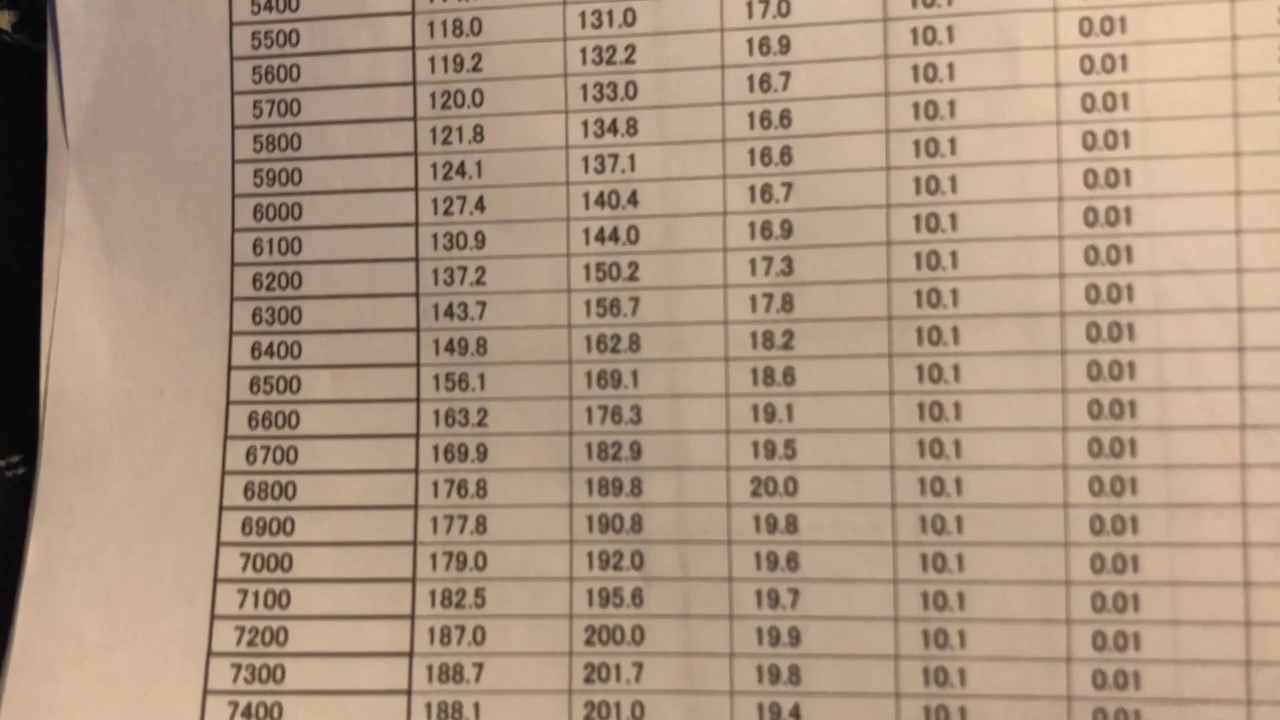 5400
5500 118.0 131.0 17.0 10.1
5600 119.2 132.2 16.9 10.1 0.01
5700 120.0 133.0 16.7 10.1 0.01
5800 121.8 134.8 16.6 10.1 0.01
5900 124.1 137.1 16.6 10.1 0.01
6000 127.4 140.4 16.7 10.1 0.01
6100 130.9 144.0 16.9 10.1 0.01
6200 137.2 150.2 17.3 10.1 0.01
6300 143.7 156.7 17.8 10.1 0.01
6400 149.8 162.8 18.2 10.1 0.01
6500 156.1 169.1 18.6 10.1 0.01
6600 163.2 176.3 19.1 10.1 0.01
6700 169.9 182.9 19.5 10.1 0.01
6800 176.8 189.8 20.0 10.1 0.01
6900 177.8 190.8 19.8 10.1 0.01
7000 179.0 192.0 19.6 10.1 0.01
7100 182.5 195.6 19.7 10.1 0.01
7200 187.0 200.0 19.9 10.1 0.01
7300 188.7 201.7 19.8 10.1 0.01
7400 188.1 201.0 19.4 10.1 0.01